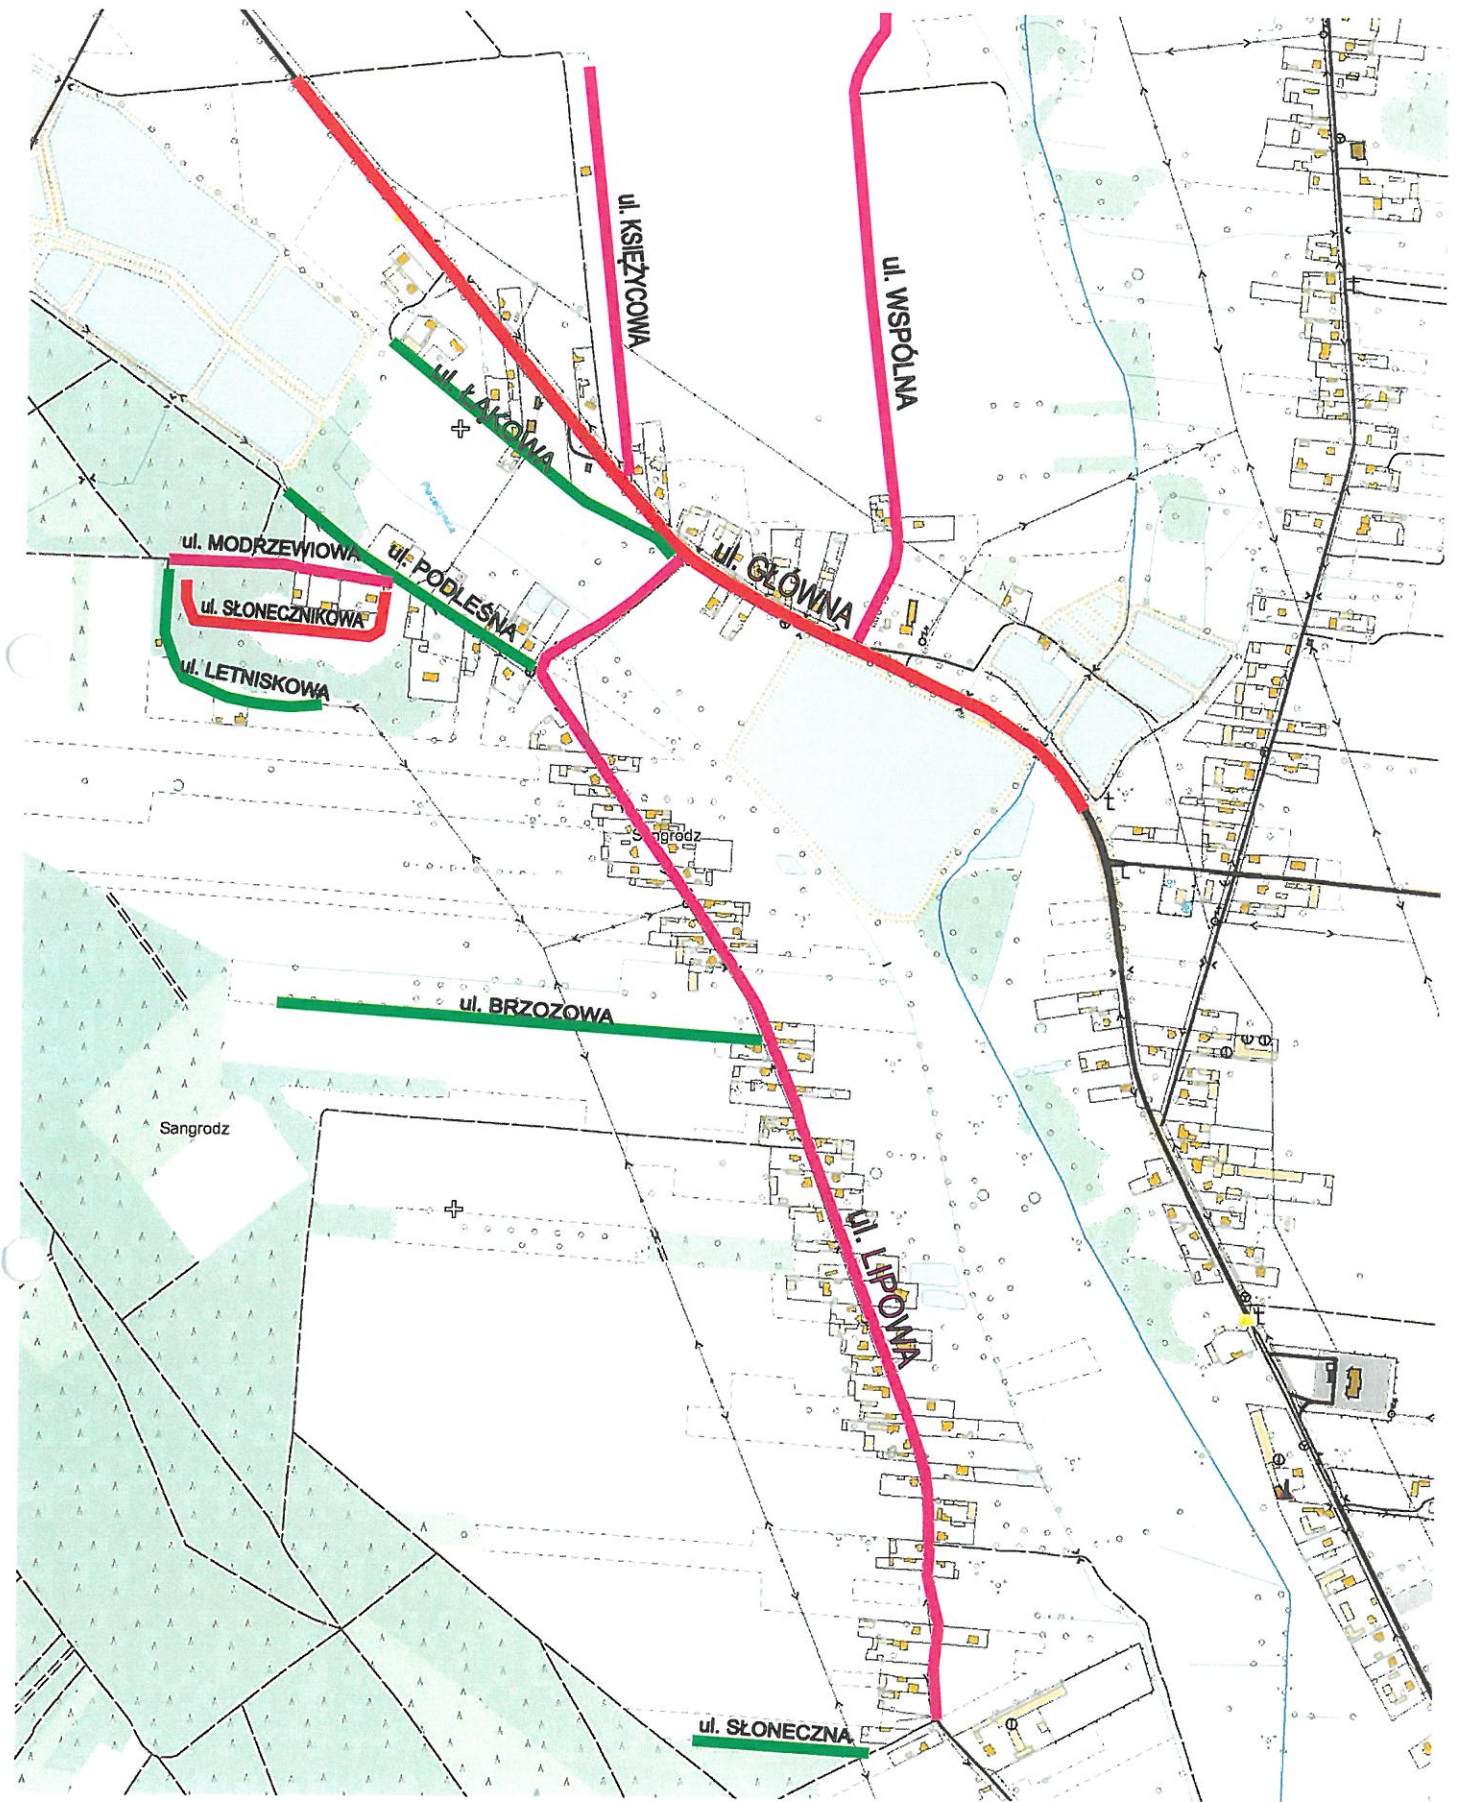 ul. KSIĘŻYCOWA
ul. WSPÓLNA
ul. ŁĄKOWA
ul. MODRZEWIOWA
ul. PODLEŚNA
ul. GŁÓWNA
ul. SŁONECZNIKOWA
ul. LETNISKOWA
Sangrodz
ul. BRZOZOWA
Sangrodz
ul. LIPOWA
ul. SŁONECZNA